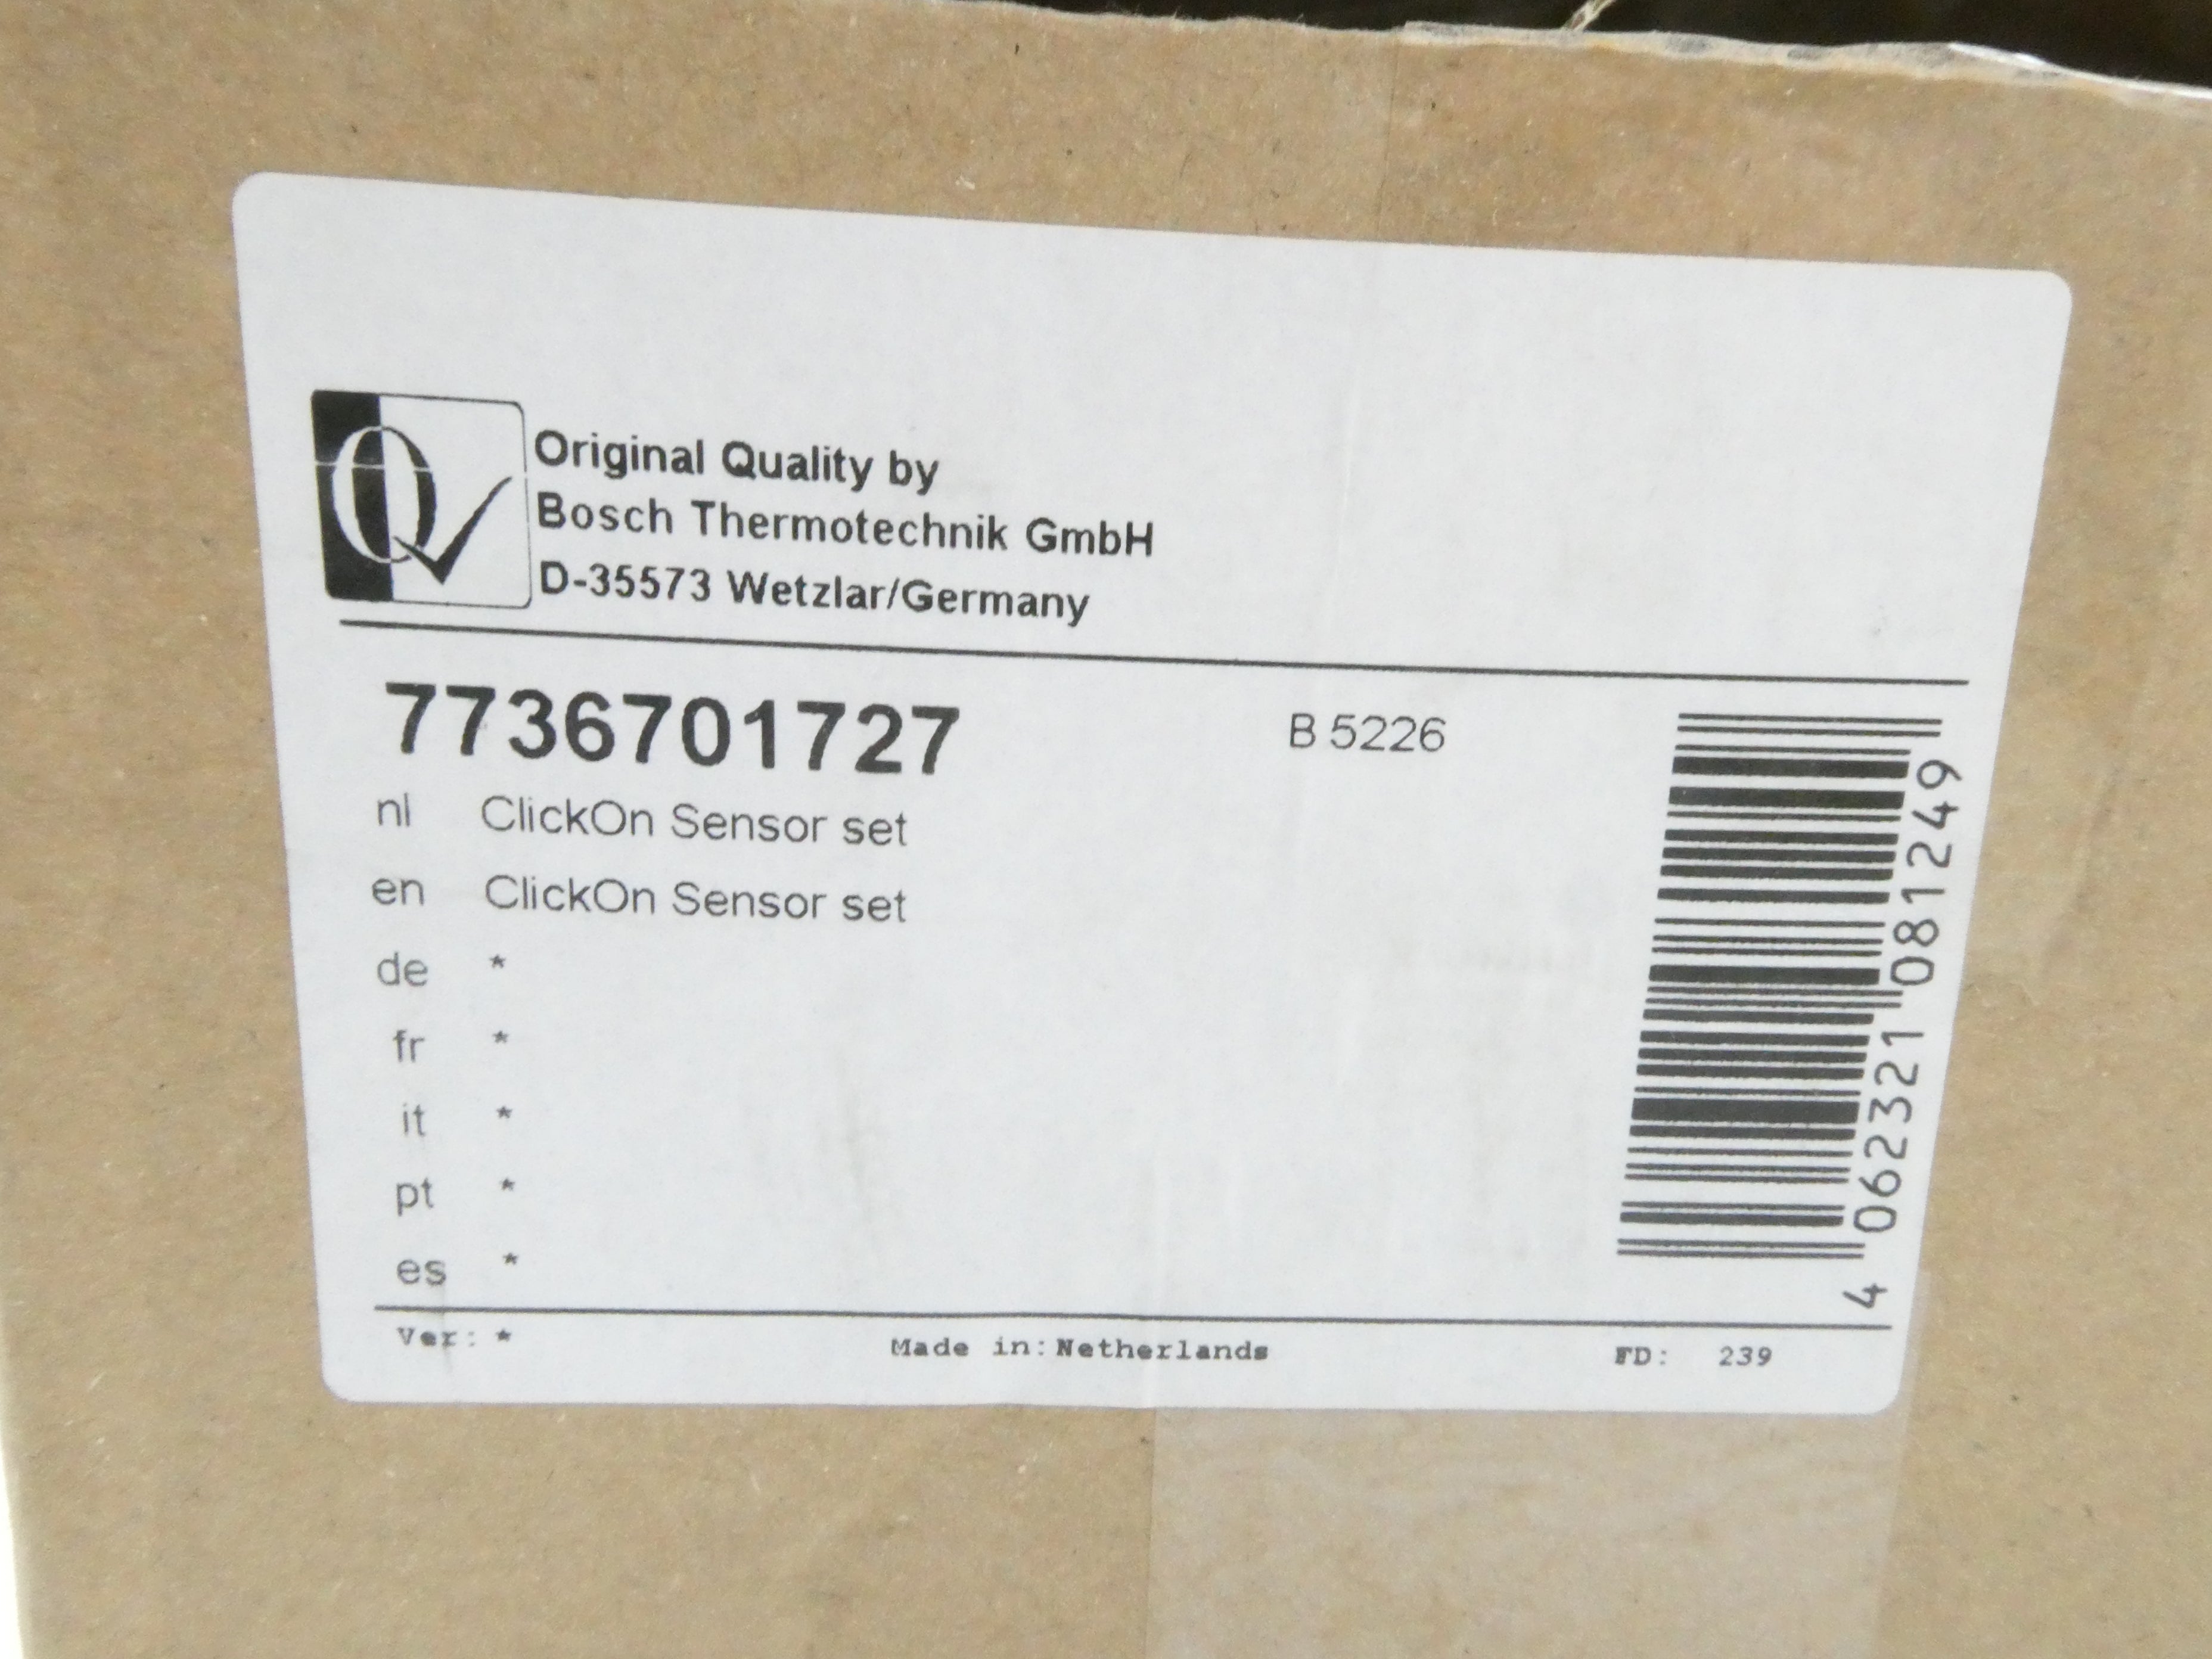 Q
Original Quality by
Bosch Thermotechnik GmbH
D-35573 Wetzlar/Germany
7736701727
B 5226
nl ClickOn Sensor set
en ClickOn Sensor set
de *
fr *
it *
pt *
es *
4 062321 081249
Ver: *
Made in: Netherlands
FD: 239